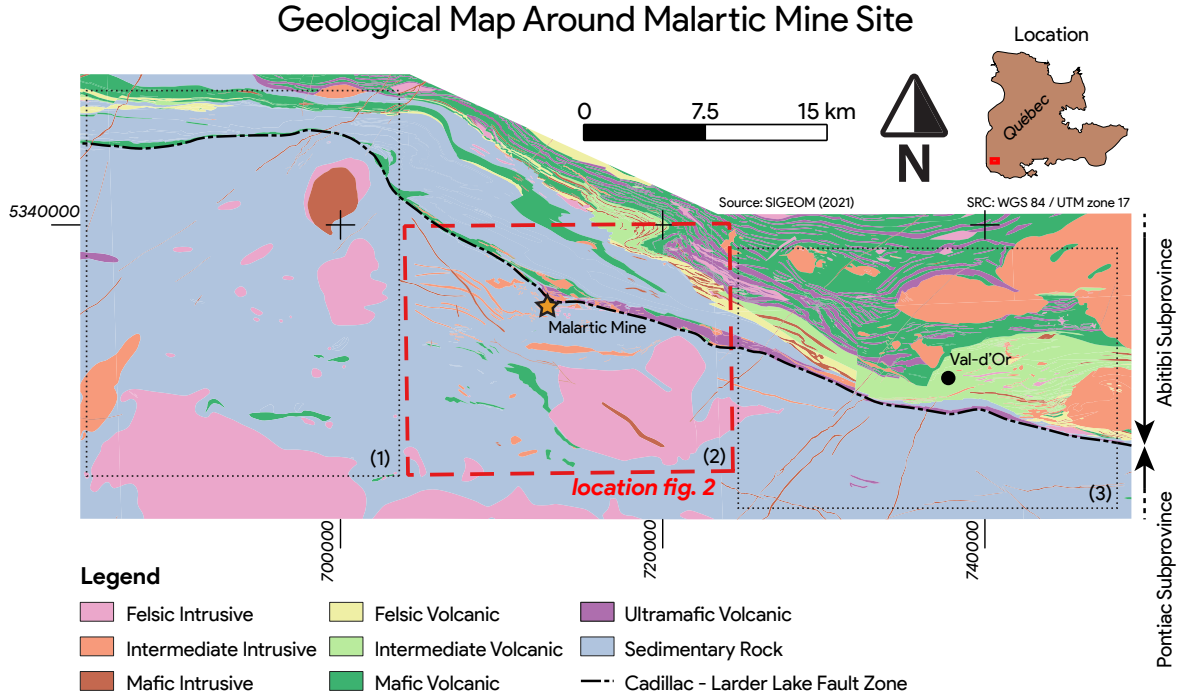 Geological Map Around Malartic Mine Site
Location
0
7.5
15 km
Québec
N
5340000
Source: SIGEOM (2021)
SRC: WGS 84 / UTM zone 17
Malartic Mine
Val-d'Or
Abitibi Subprovince
(1)
(2)
location fig. 2
(3)
Pontiac Subprovince
700000
720000
740000
Legend
Felsic Intrusive
Felsic Volcanic
Ultramafic Volcanic
Intermediate Intrusive
Intermediate Volcanic
Sedimentary Rock
Mafic Intrusive
Mafic Volcanic
Cadillac - Larder Lake Fault Zone